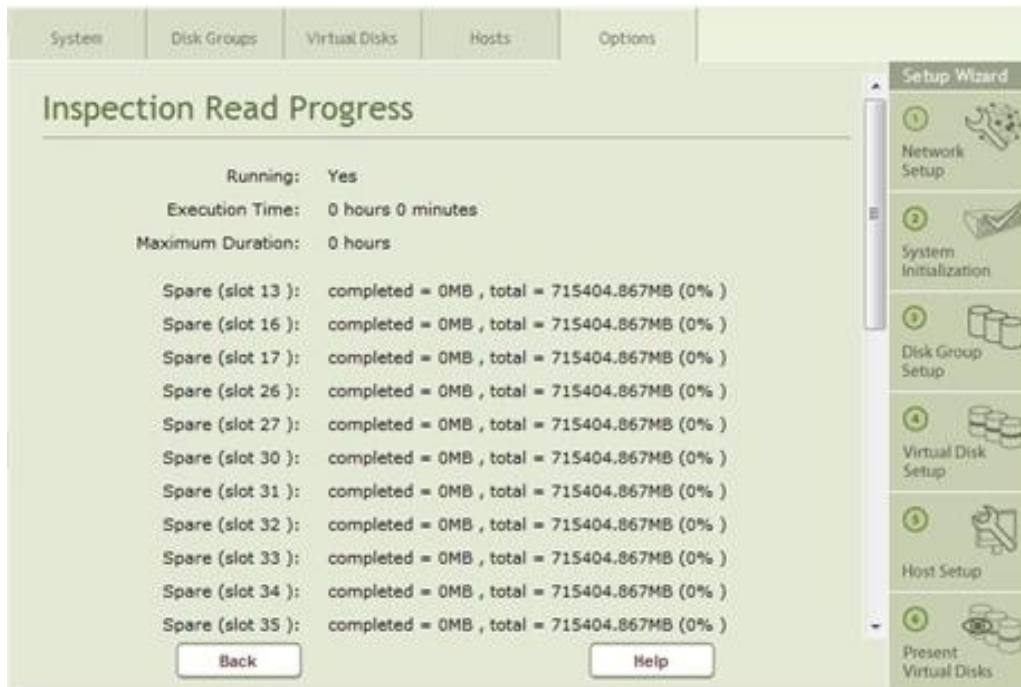 System
Disk Groups
Virtual Disks
Hosts
Options
Inspection Read Progress
Running: Yes
Execution Time: 0 hours 0 minutes
Maximum Duration: 0 hours
Spare (slot 13 ): completed = 0MB , total = 715404.867MB (0% )
Spare (slot 16 ): completed = 0MB , total = 715404.867MB (0% )
Spare (slot 17 ): completed = 0MB , total = 715404.867MB (0% )
Spare (slot 26 ): completed = 0MB , total = 715404.867MB (0% )
Spare (slot 27 ): completed = 0MB , total = 715404.867MB (0% )
Spare (slot 30 ): completed = 0MB , total = 715404.867MB (0% )
Spare (slot 31 ): completed = 0MB , total = 715404.867MB (0% )
Spare (slot 32 ): completed = 0MB , total = 715404.867MB (0% )
Spare (slot 33 ): completed = 0MB , total = 715404.867MB (0% )
Spare (slot 34 ): completed = 0MB , total = 715404.867MB (0% )
Spare (slot 35 ): completed = 0MB , total = 715404.867MB (0% )
Back
Help
Setup Wizard
1
Network
Setup
2
System
Initialization
3
Disk Group
Setup
4
Virtual Disk
Setup
5
Host Setup
6
Present
Virtual Disks